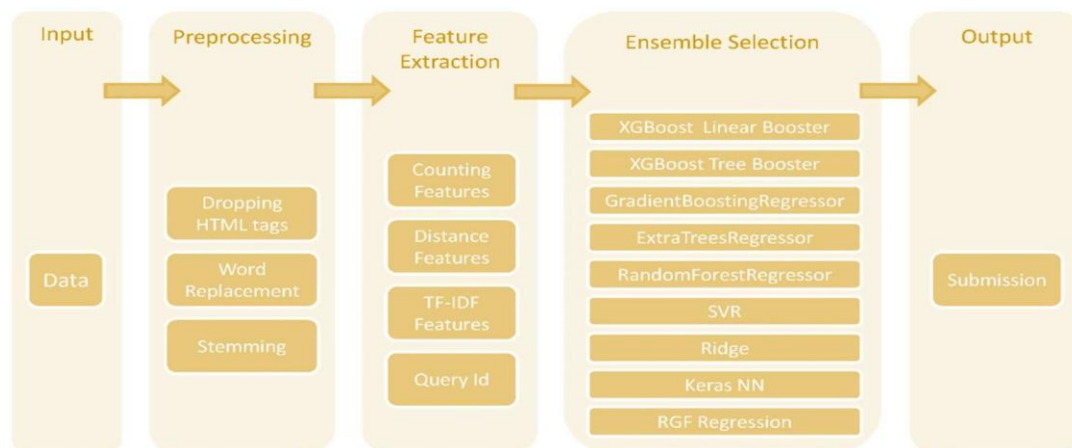 Input
Data
Preprocessing
Dropping
HTML tags
Word
Replacement
Stemming
Feature
Extraction
Counting
Features
Distance
Features
TF-IDF
Features
Query Id
Ensemble Selection
XGBoost Linear Booster
XGBoost Tree Booster
GradientBoostingRegressor
ExtraTreesRegressor
RandomForestRegressor
SVR
Ridge
Keras NN
RGF Regression
Output
Submission